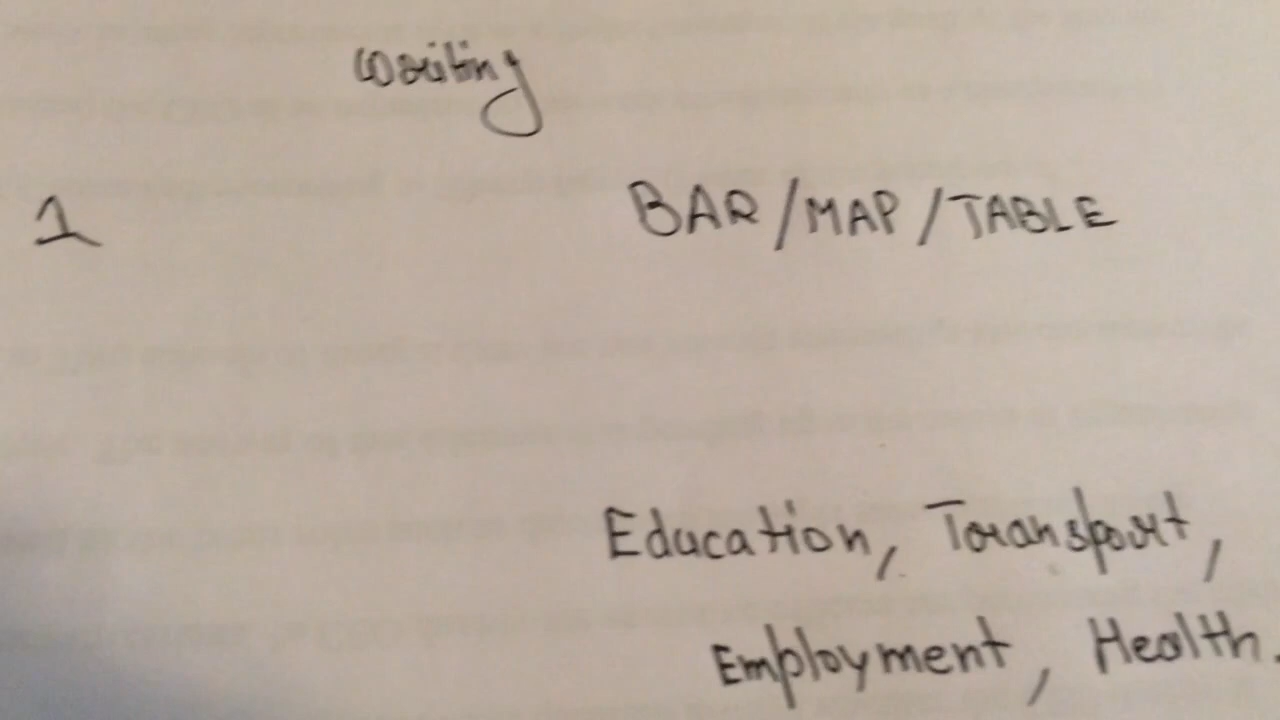 Writing
1 BAR/MAP/TABLE
Education, Transport,
Employment, Health.